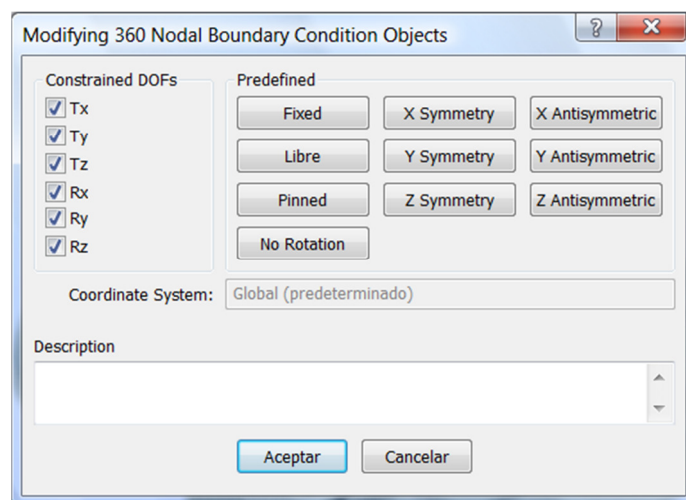 Modifying 360 Nodal Boundary Condition Objects
Constrained DOFs
Tx
Ty
Tz
Rx
Ry
Rz
Predefined
Fixed
X Symmetry
X Antisymmetric
Libre
Y Symmetry
Y Antisymmetric
Pinned
Z Symmetry
Z Antisymmetric
No Rotation
Coordinate System:
Global (predeterminado)
Description
Aceptar
Cancelar